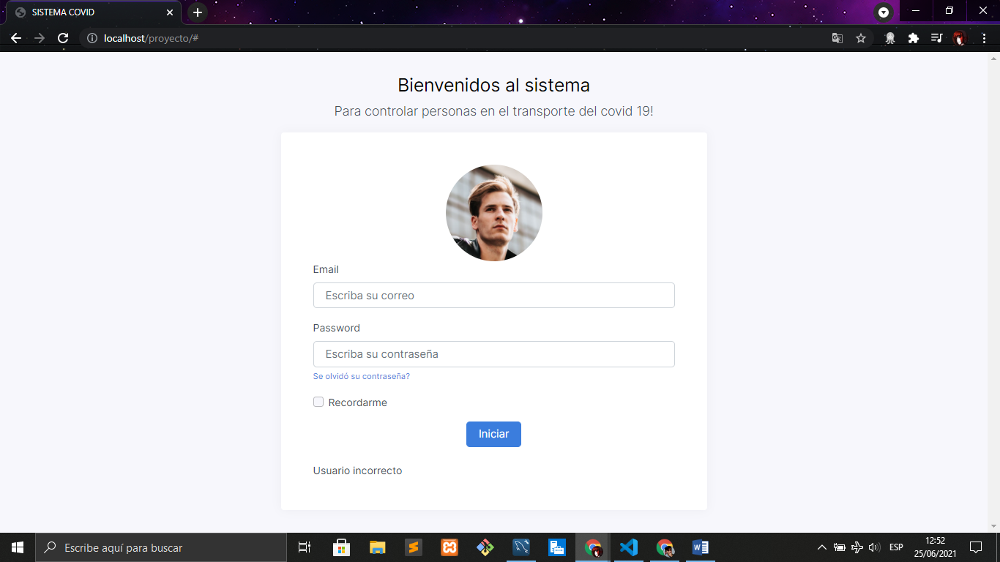 SISTEMA COVID
localhost/proyecto/#
Bienvenidos al sistema
Para controlar personas en el transporte del covid 19!
Email
Escriba su correo
Password
Escriba su contraseña
Se olvidó su contraseña?
Recordarme
Iniciar
Usuario incorrecto
Escribe aquí para buscar
ESP
12:52
25/06/2021